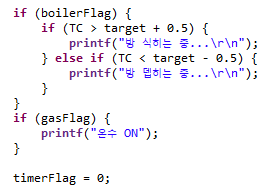 if (boilerFlag) {
    if (TC > target + 0.5) {
        printf("방 식히는 중...\r\n");
    } else if (TC < target - 0.5) {
        printf("방 뎁히는 중...\r\n");
    }
}
if (gasFlag) {
    printf("온수 ON");
}

timerFlag = 0;